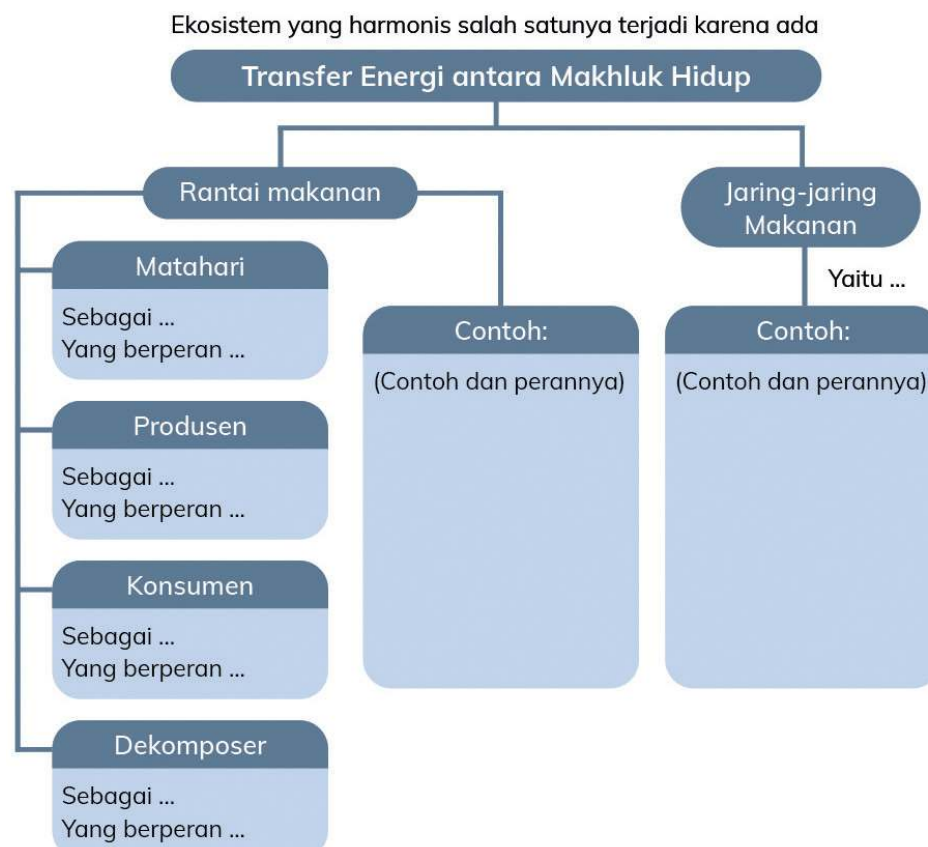 Ekosistem yang harmonis salah satunya terjadi karena ada
Transfer Energi antara Makhluk Hidup
Rantai makanan
Matahari
Sebagai ...
Yang berperan ...
Produsen
Sebagai ...
Yang berperan ...
Konsumen
Sebagai ...
Yang berperan ...
Dekomposer
Sebagai ...
Yang berperan ...
Contoh:
(Contoh dan perannya)
Jaring-jaring
Makanan
Yaitu ...
Contoh:
(Contoh dan perannya)